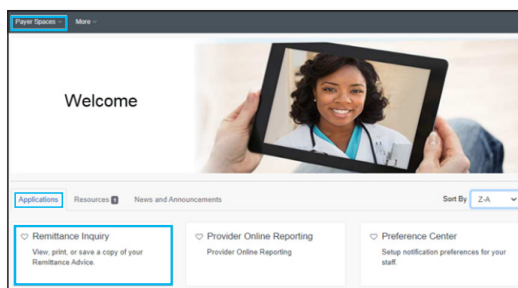 Payer Spaces More
Welcome
Applications Resources 1 News and Announcements Sort By Z-A
Remittance Inquiry
View, print, or save a copy of your
Remittance Advice.
Provider Online Reporting
Provider Online Reporting
Preference Center
Setup notification preferences for your
staff.